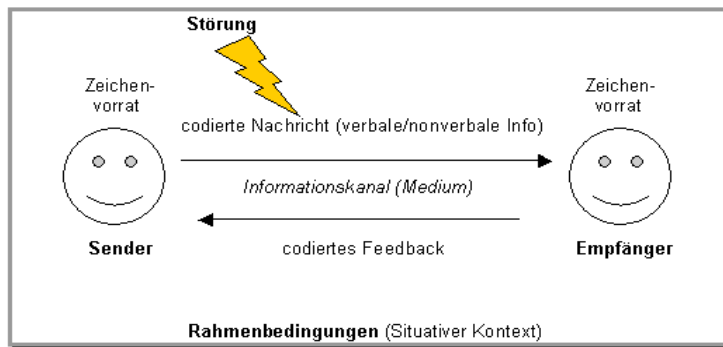 Störung
Zeichen-
vorrat
Zeichen-
vorrat
codierte Nachricht (verbale/nonverbale Info)
Informationskanal (Medium)
Sender
codiertes Feedback
Empfänger
Rahmenbedingungen (Situativer Kontext)